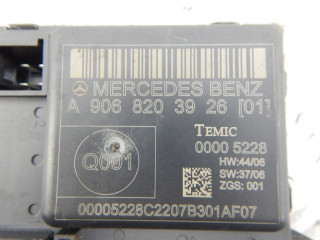 MERCEDES BENZ
A 906 820 39 26 [01]
TEMIC
0000 5228
Q001
HW:44/06
SW:37/06
ZGS: 001
00005228C2207B301AF07